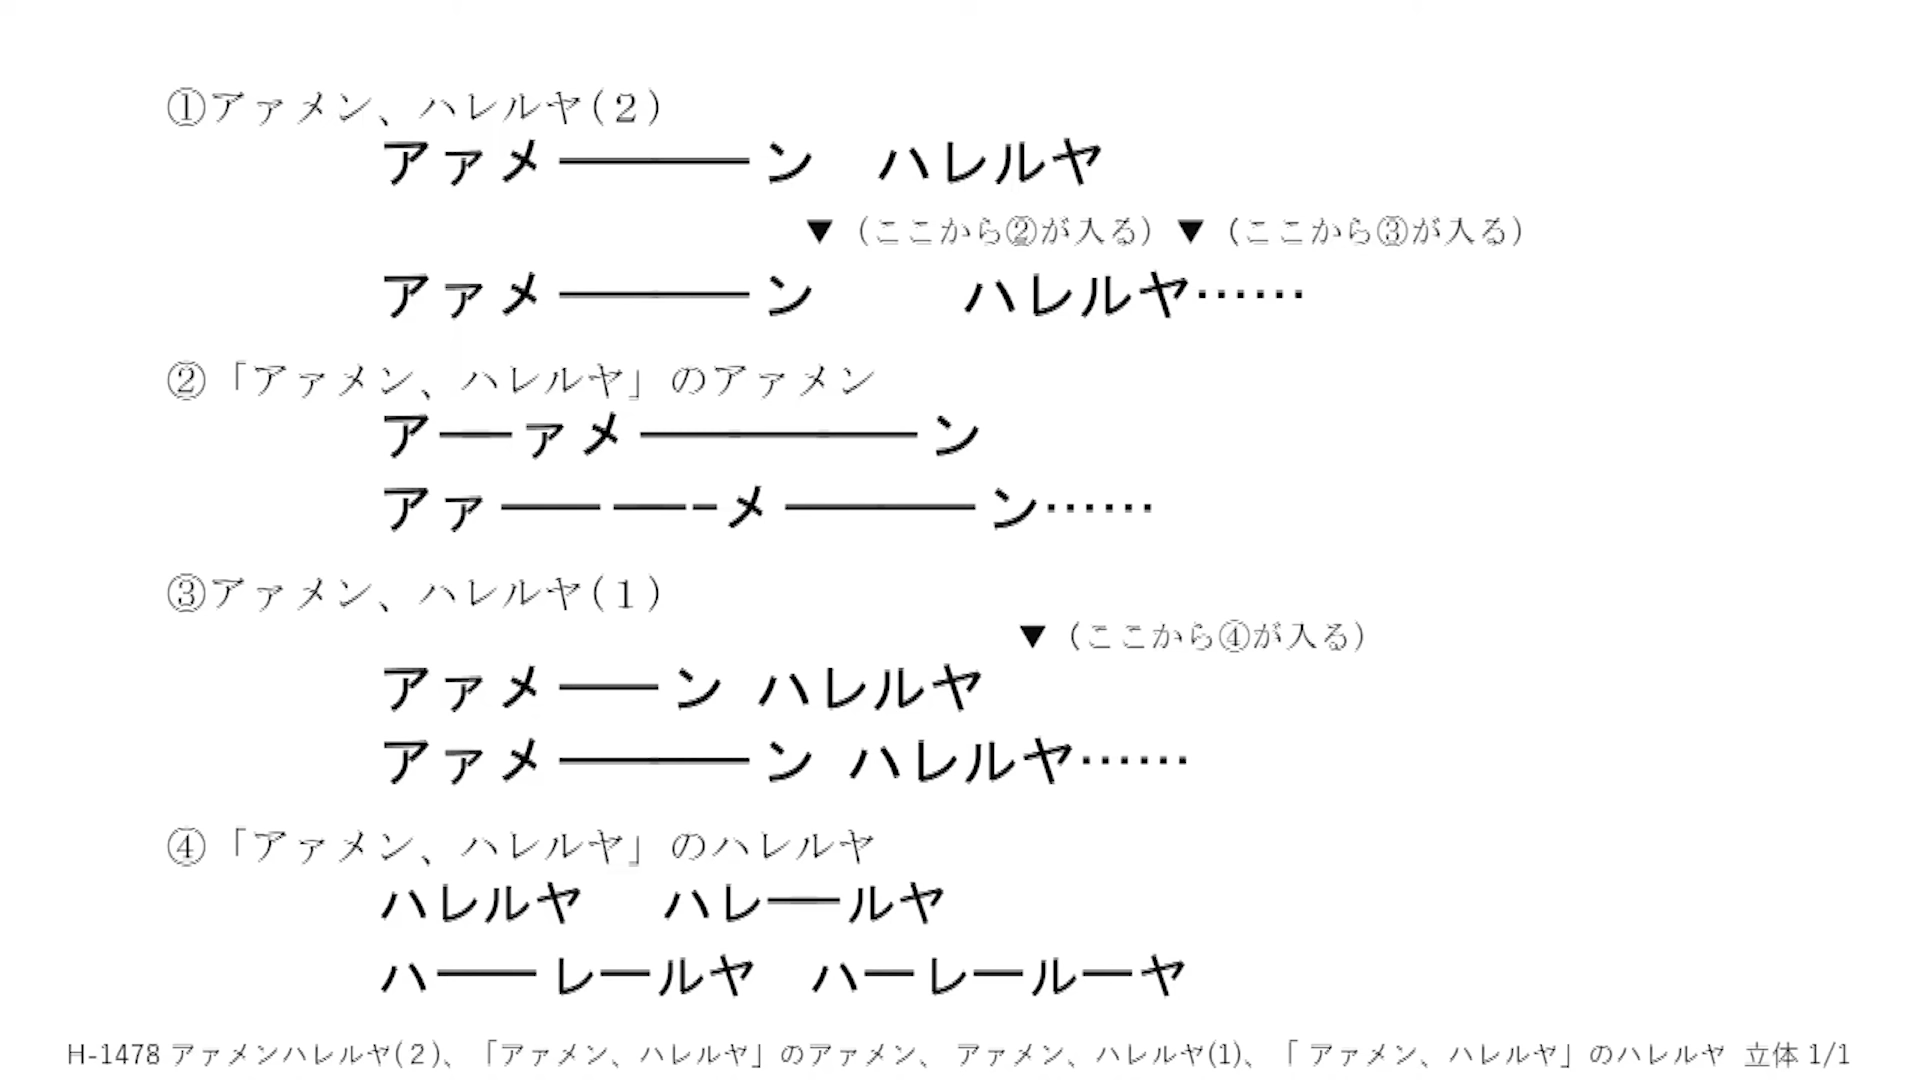 ①アァメン、ハレルヤ(２)
アァメ————ン　ハレルヤ
▼（ここから②が入る）▼（ここから③が入る）
アァメ————ン　　ハレルヤ……
②「アァメン、ハレルヤ」のアァメン
ア——ァメ——————ン
アァ—— ——-メ————ン……
③アァメン、ハレルヤ(１)
▼（ここから④が入る）
アァメ——ン ハレルヤ
アァメ————ン ハレルヤ……
④「アァメン、ハレルヤ」のハレルヤ
ハレルヤ　ハレ——ルヤ
ハ——レ—ルヤ　ハ—レ—ル—ヤ
H-1478 アァメンハレルヤ(２)、「アァメン、ハレルヤ」のアァメン、 アァメン、ハレルヤ(1)、「 アァメン、ハレルヤ」のハレルヤ 立体 1/1